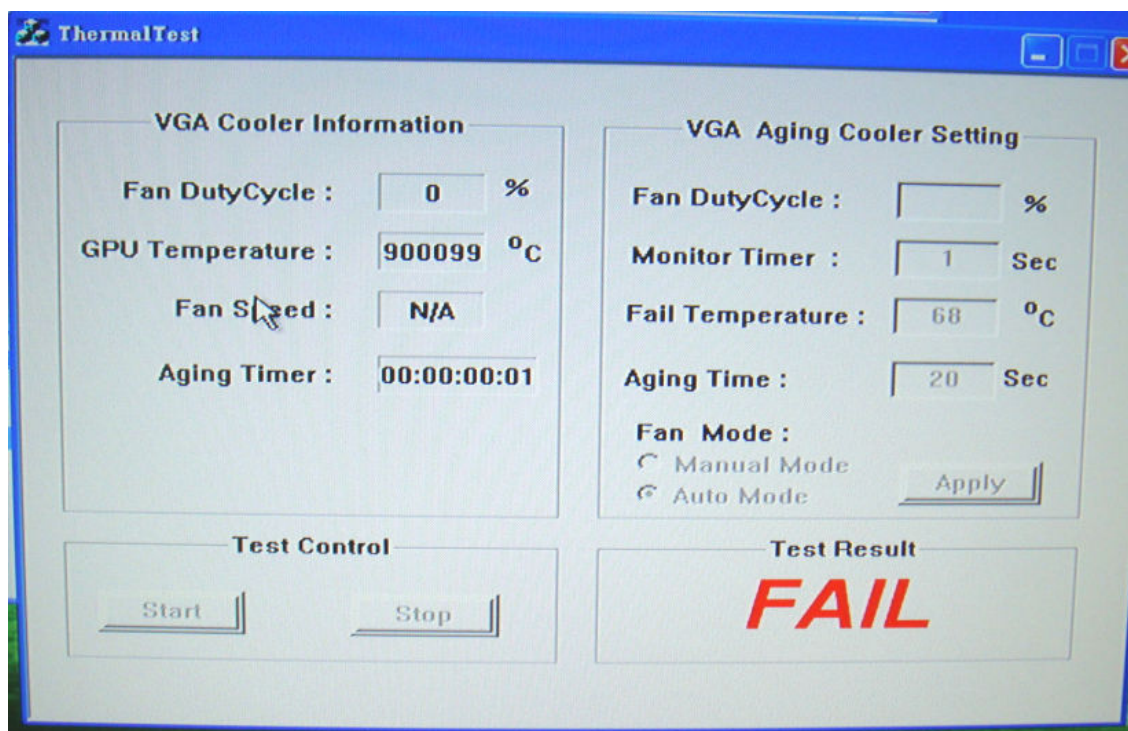 ThermalTest
VGA Cooler Information
Fan DutyCycle : 0 %
GPU Temperature : 900099 °C
Fan Speed : N/A
Aging Timer : 00:00:00:01
VGA Aging Cooler Setting
Fan DutyCycle : %
Monitor Timer : 1 Sec
Fail Temperature : 68 °C
Aging Time : 20 Sec
Fan Mode :
Manual Mode
Auto Mode
Apply
Test Control
Start Stop
Test Result
FAIL